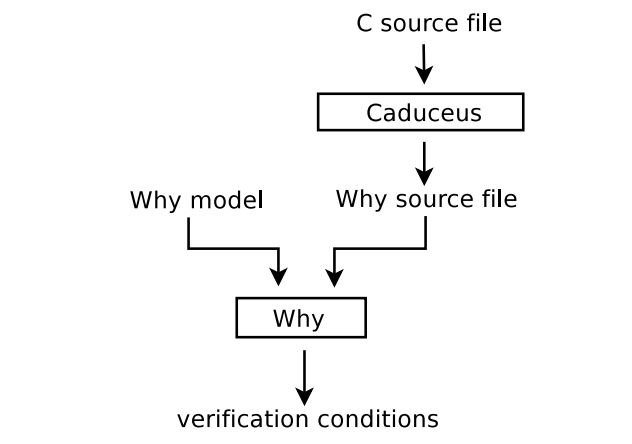 C source file
Caduceus
Why model
Why source file
Why
verification conditions